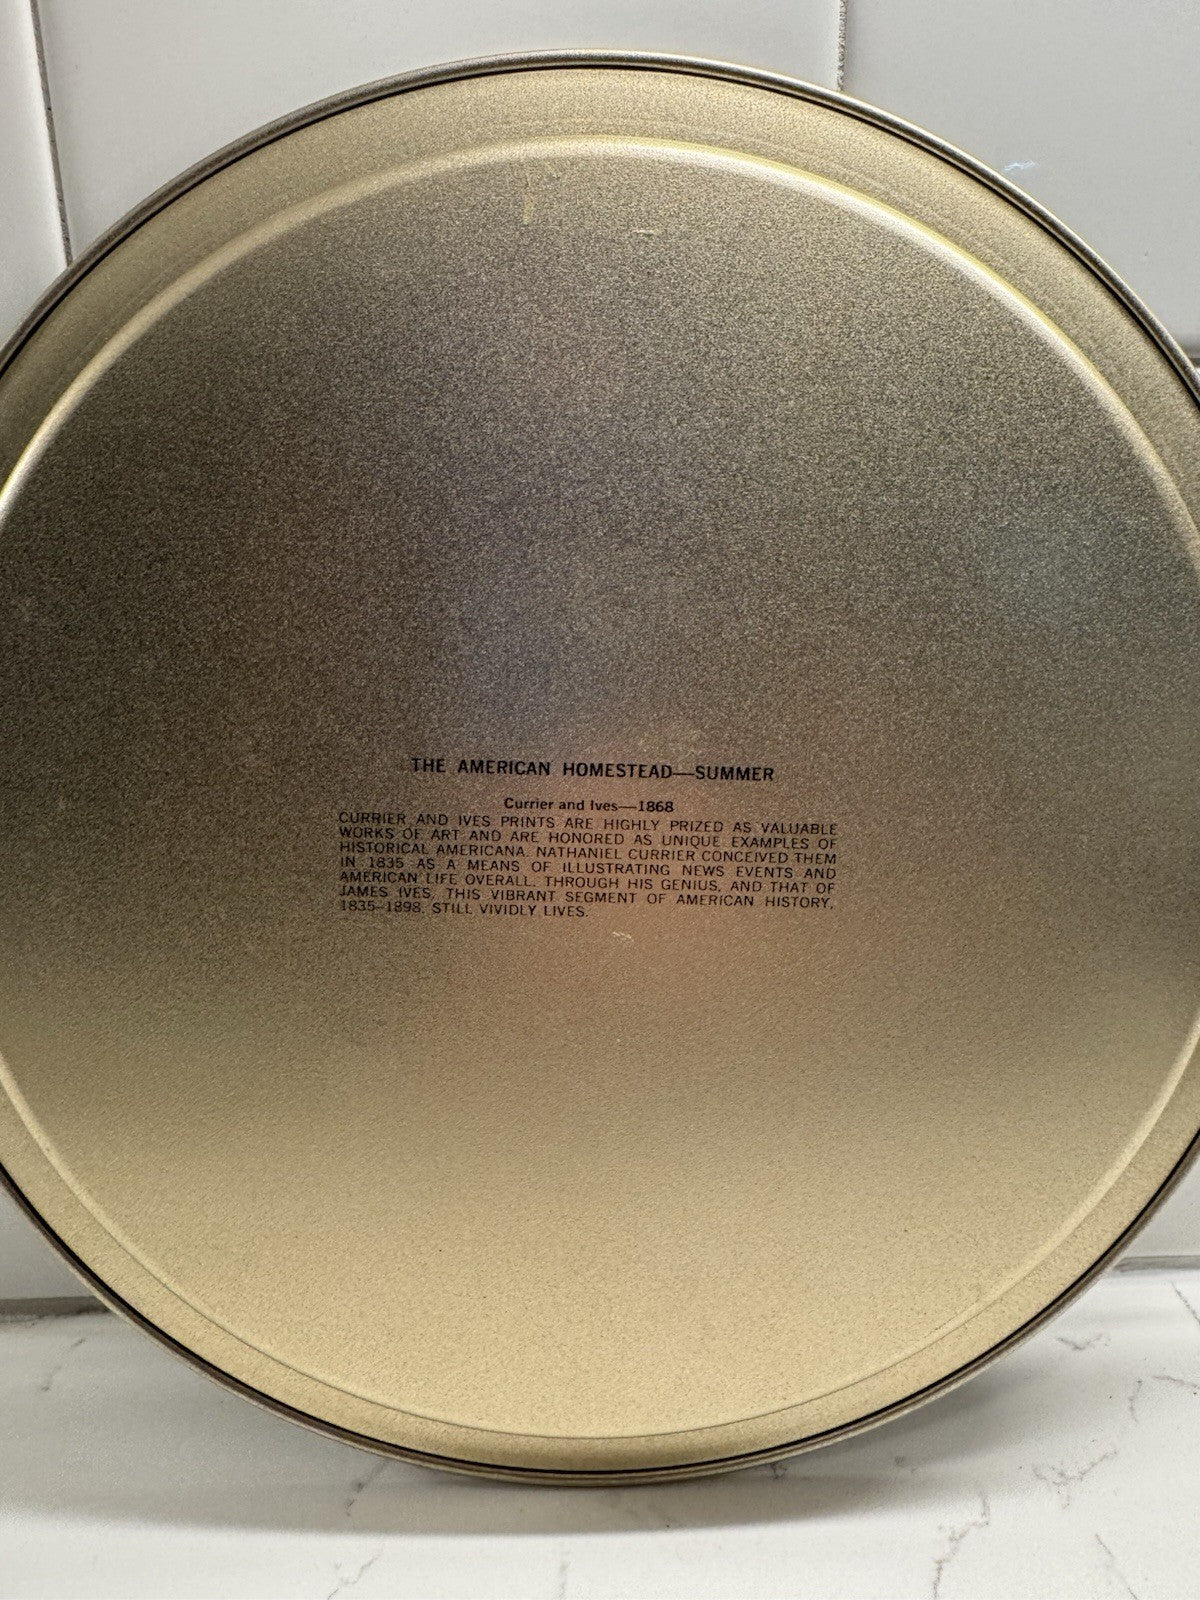 THE AMERICAN HOMESTEAD—SUMMER
Currier and Ives—1868
CURRIER AND IVES PRINTS ARE HIGHLY PRIZED AS VALUABLE
WORKS OF ART AND ARE HONORED AS UNIQUE EXAMPLES OF
HISTORICAL AMERICANA. NATHANIEL CURRIER CONCEIVED THEM
IN 1835 AS A MEANS OF ILLUSTRATING NEWS EVENTS AND
AMERICAN LIFE OVERALL. THROUGH HIS GENIUS, AND THAT OF
JAMES IVES, THIS VIBRANT SEGMENT OF AMERICAN HISTORY,
1835-1898, STILL VIVIDLY LIVES.